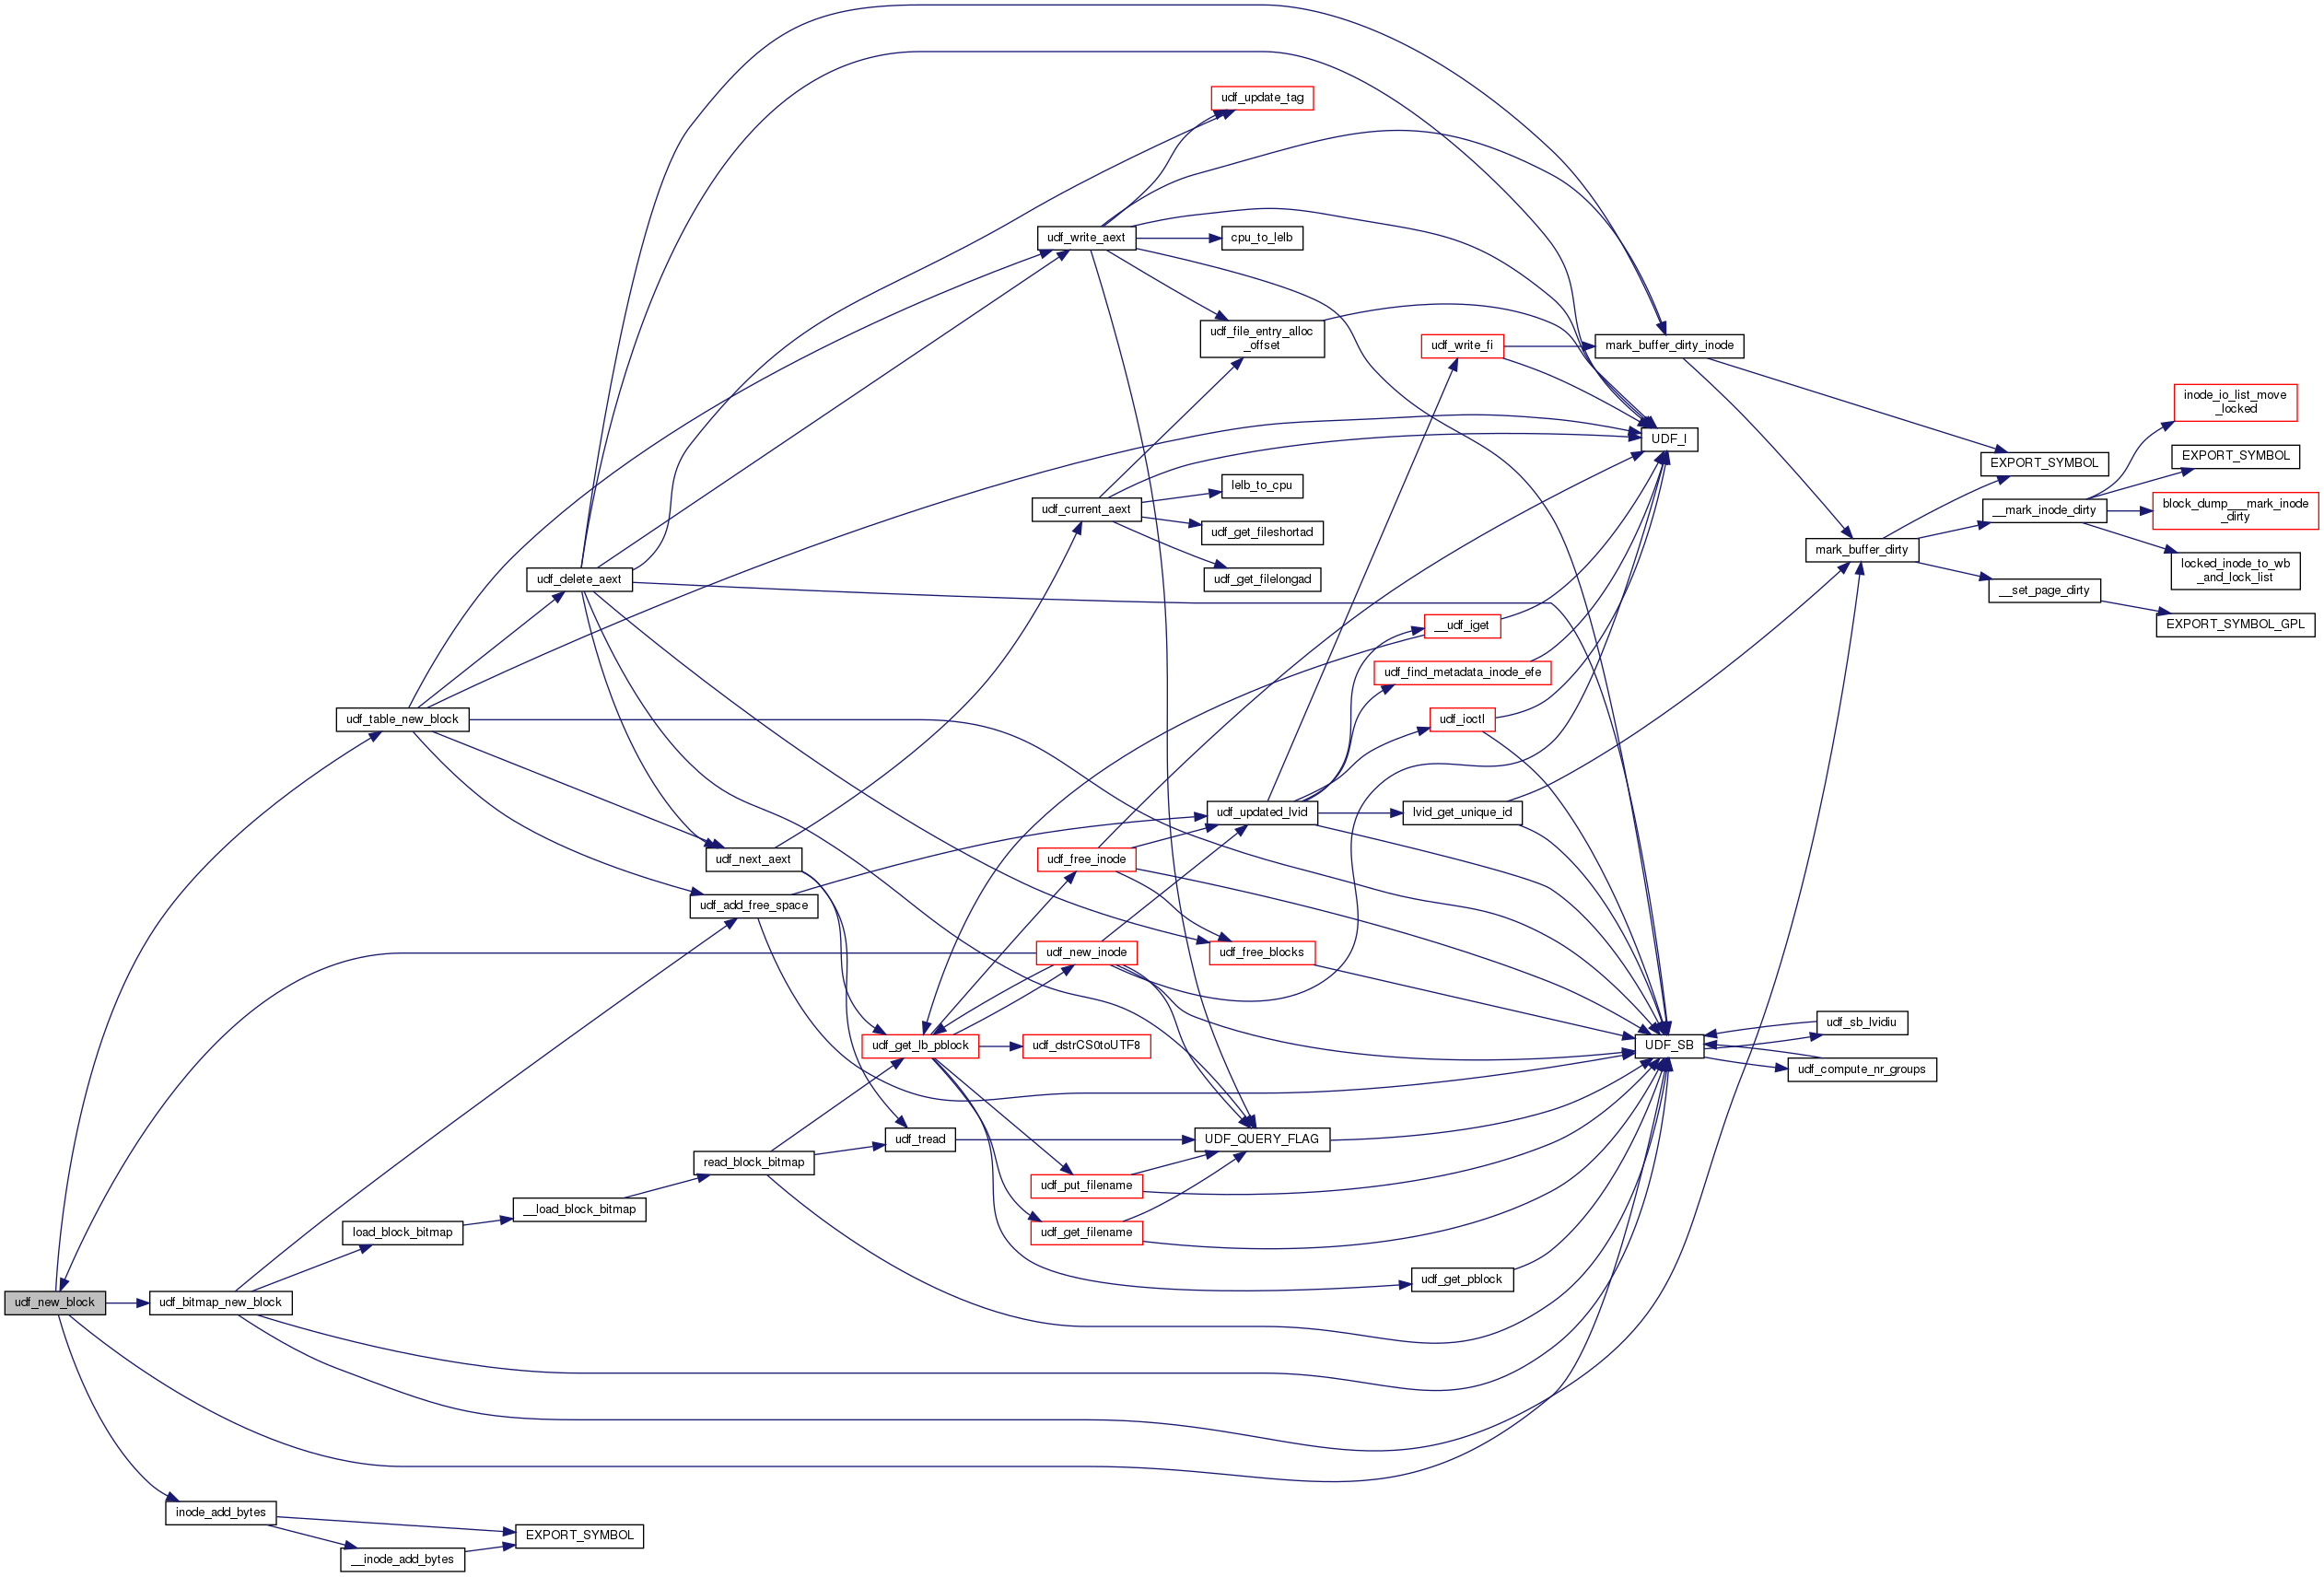 udf_update_tag
udf_write_aext
cpu_to_lelb
udf_file_entry_alloc
_offset
udf_write_fi
mark_buffer_dirty_inode
inode_io_list_move
_locked
UDF_I
EXPORT_SYMBOL
EXPORT_SYMBOL
lelb_to_cpu
udf_current_aext
__mark_inode_dirty
block_dump___mark_inode
_dirty
udf_get_fileshortad
mark_buffer_dirty
locked_inode_to_wb
_and_lock_list
udf_delete_aext
udf_get_filelongad
__set_page_dirty
__udf_iget
EXPORT_SYMBOL_GPL
udf_find_metadata_inode_efe
udf_table_new_block
udf_ioctl
udf_updated_lvid
lvid_get_unique_id
udf_next_aext
udf_free_inode
udf_add_free_space
udf_new_inode
udf_free_blocks
udf_sb_lvidiu
udf_get_lb_pblock
udf_dstrCS0toUTF8
UDF_SB
udf_compute_nr_groups
udf_tread
UDF_QUERY_FLAG
read_block_bitmap
udf_put_filename
__load_block_bitmap
load_block_bitmap
udf_get_filename
udf_get_pblock
udf_new_block
udf_bitmap_new_block
inode_add_bytes
EXPORT_SYMBOL
__inode_add_bytes